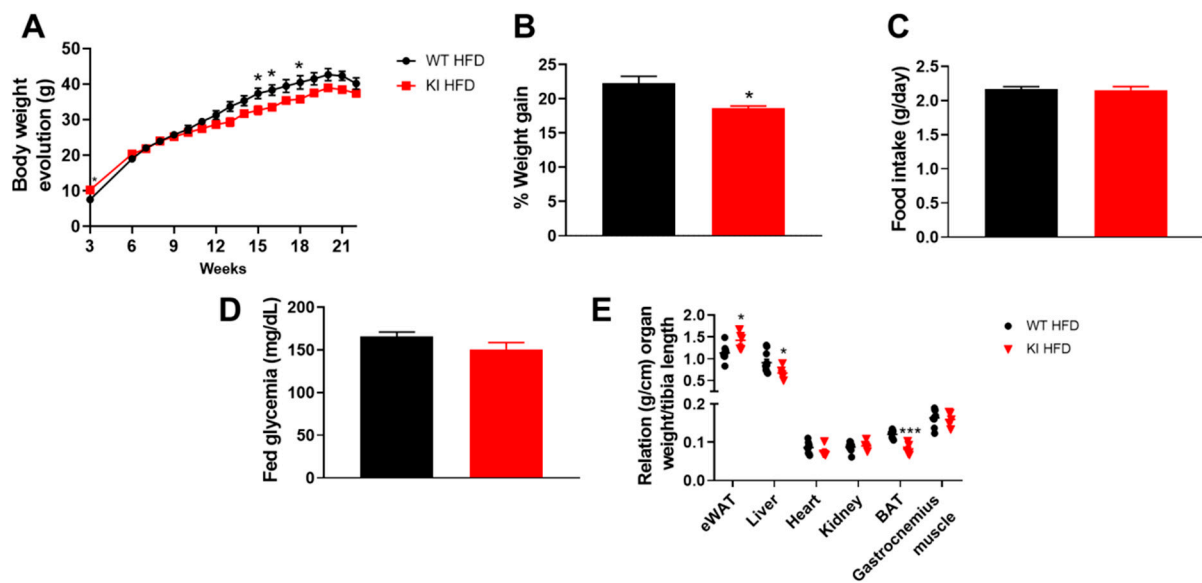 A
Body weight
evolution (g)
50
40
30
20
10
0
3
6
9
12
15
18
21
Weeks
*
*
*
*
WT HFD
KI HFD
B
% Weight gain
25
20
15
10
5
0
*
C
Food intake (g/day)
2.5
2.0
1.5
1.0
0.5
0.0
D
Fed glycemia (mg/dL)
200
150
100
50
0
E
Relation (g/cm) organ
weight/tibia length
2.0
1.5
1.0
0.5
0.2
0.1
0.0
*
*
***
eWAT
Liver
Heart
Kidney
BAT
Gastrocnemius
muscle
WT HFD
KI HFD